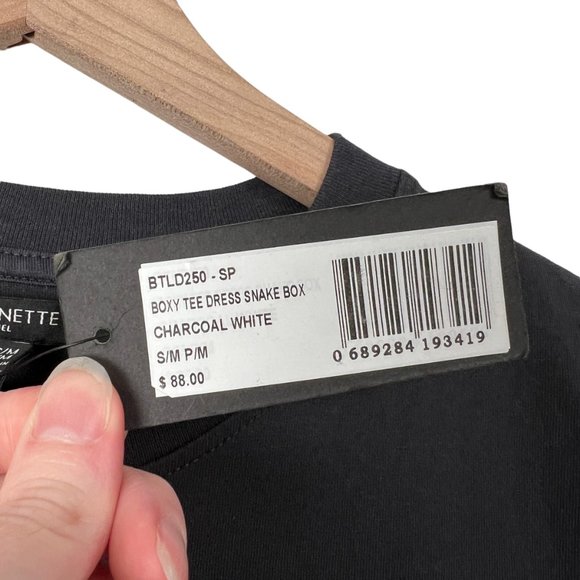 BTLD250 - SP
BOXY TEE DRESS SNAKE BOX
CHARCOAL WHITE
S/M P/M
$ 88.00
0 689284 193419
NETTE